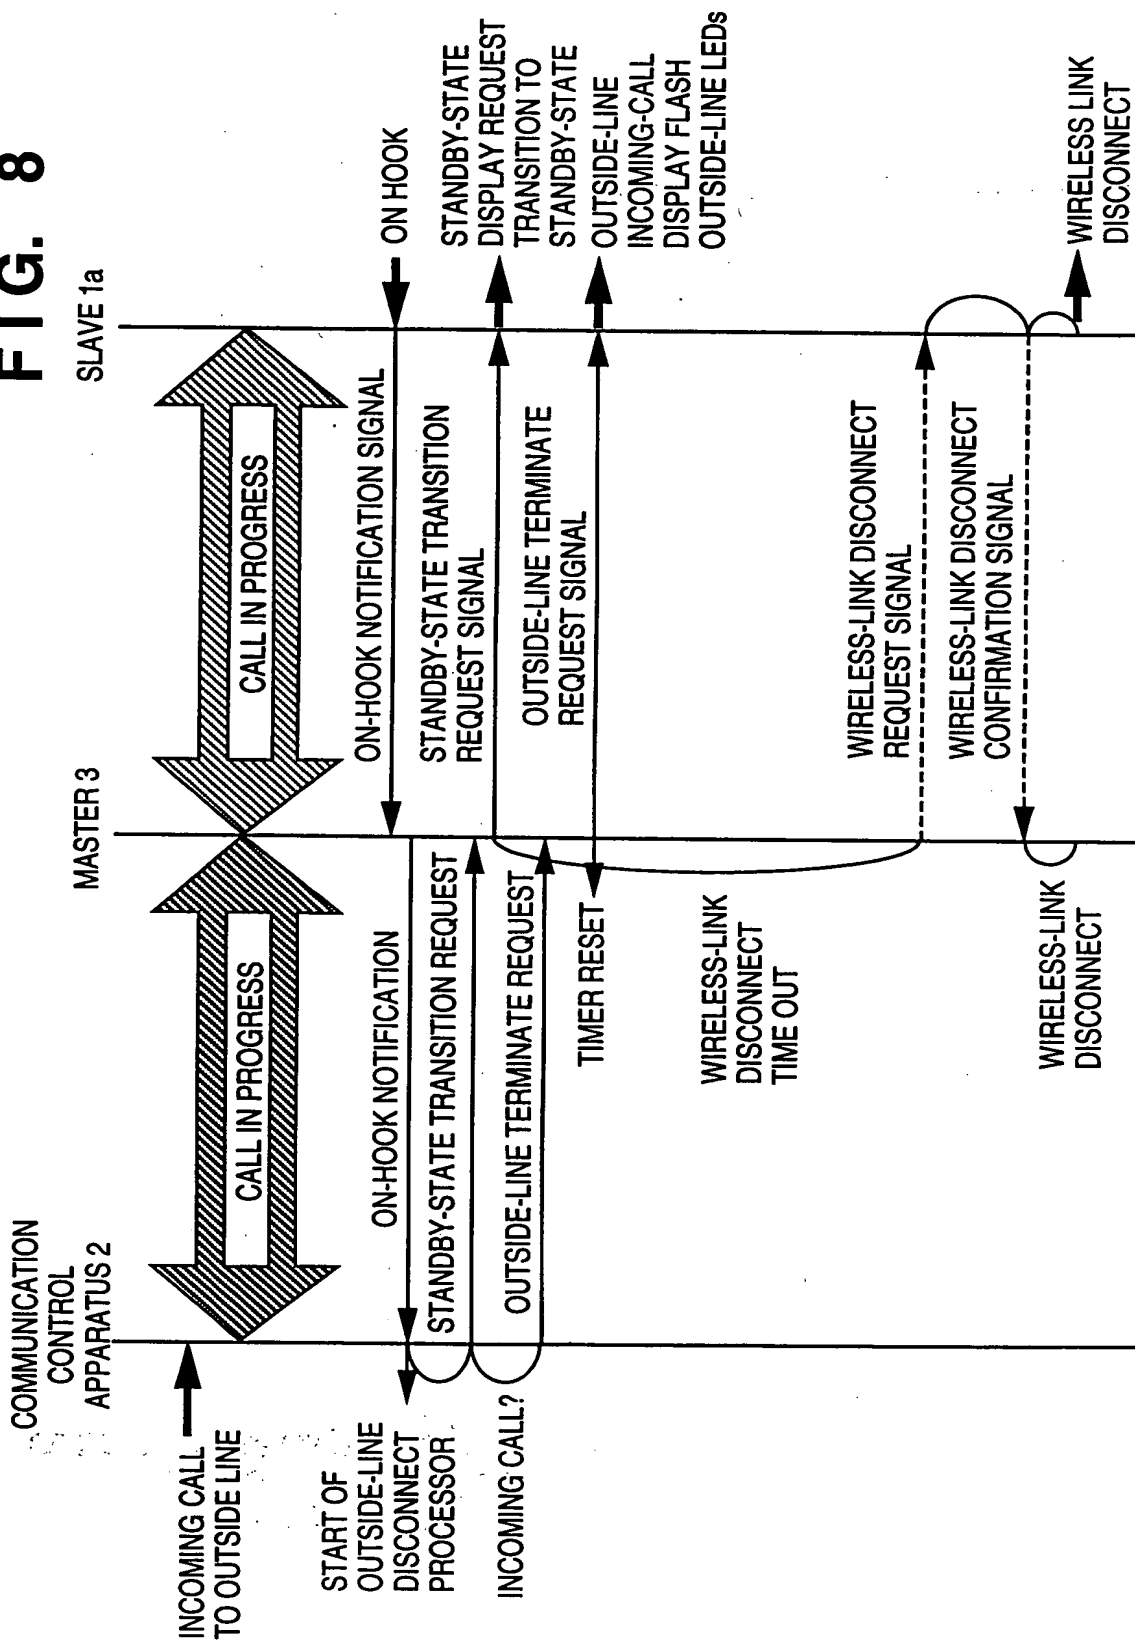 FIG. 8
COMMUNICATION
CONTROL
APPARATUS 2
MASTER 3
SLAVE 1a
INCOMING CALL
TO OUTSIDE LINE
CALL IN PROGRESS
CALL IN PROGRESS
ON HOOK
ON-HOOK NOTIFICATION SIGNAL
ON-HOOK NOTIFICATION
START OF
OUTSIDE-LINE
DISCONNECT
PROCESSOR
STANDBY-STATE TRANSITION REQUEST
STANDBY-STATE TRANSITION
REQUEST SIGNAL
STANDBY-STATE
DISPLAY REQUEST
TRANSITION TO
STANDBY-STATE
INCOMING CALL?
OUTSIDE-LINE TERMINATE REQUEST
OUTSIDE-LINE TERMINATE
REQUEST SIGNAL
OUTSIDE-LINE
INCOMING-CALL
DISPLAY FLASH
OUTSIDE-LINE LEDs
TIMER RESET
WIRELESS-LINK
DISCONNECT
TIME OUT
WIRELESS-LINK DISCONNECT
REQUEST SIGNAL
WIRELESS-LINK DISCONNECT
CONFIRMATION SIGNAL
WIRELESS-LINK
DISCONNECT
WIRELESS LINK
DISCONNECT